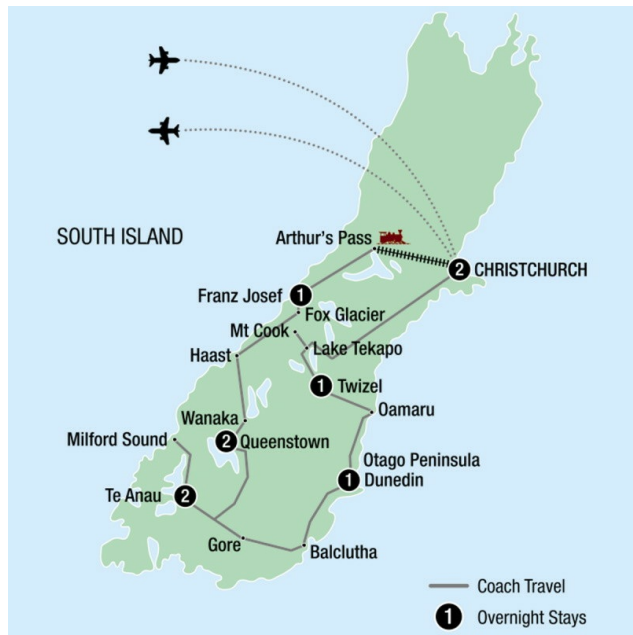 SOUTH ISLAND
Arthur's Pass
2 CHRISTCHURCH
Franz Josef 1
Fox Glacier
Mt Cook
Lake Tekapo
Haast
1 Twizel
Oamaru
Wanaka
Milford Sound
2 Queenstown
Otago Peninsula
1 Dunedin
Te Anau 2
Gore
Balclutha
Coach Travel
1 Overnight Stays